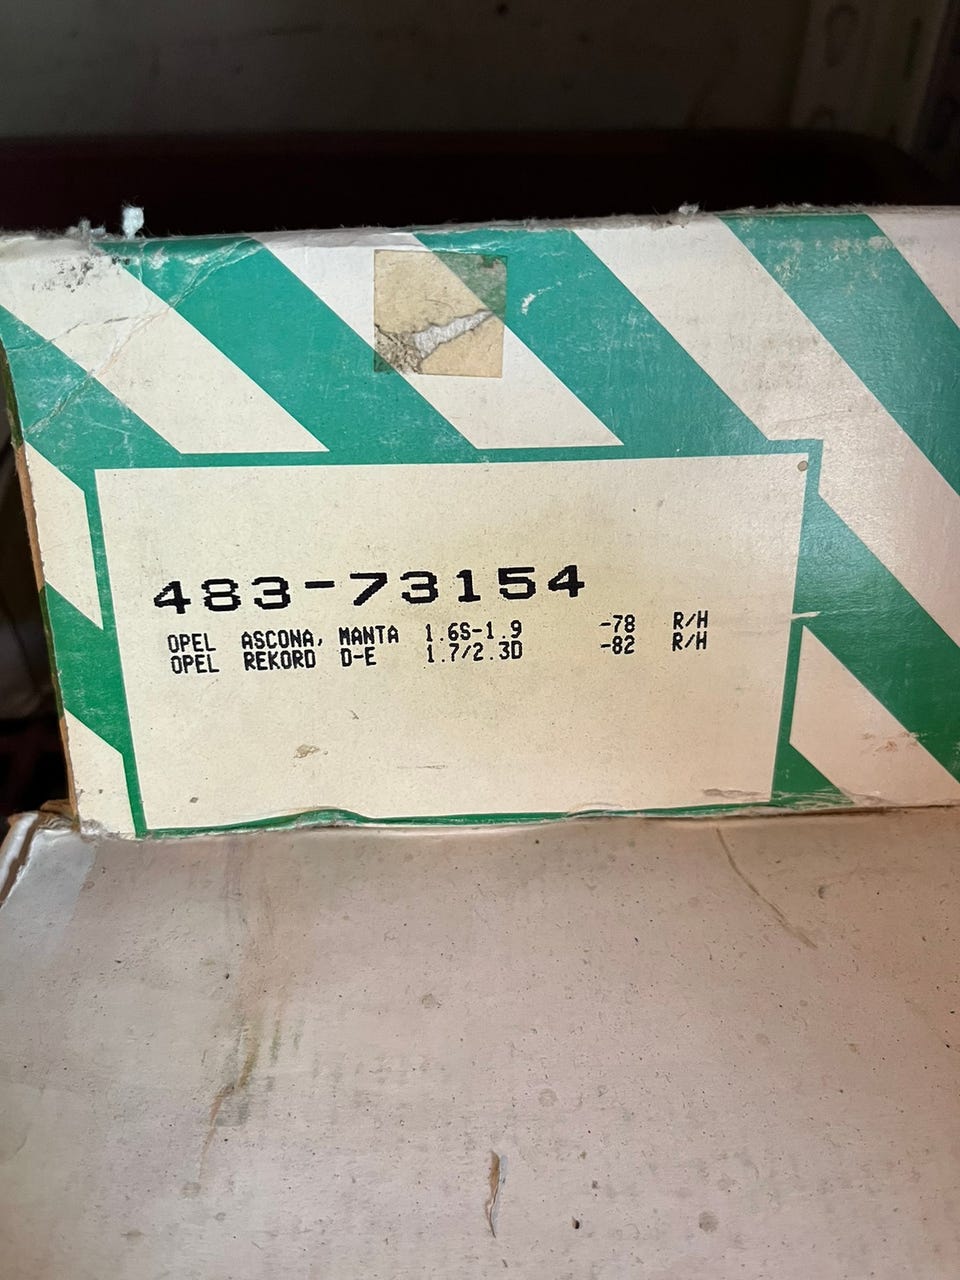 483-73154
OPEL ASCONA, MANTA 1.6S-1.9 -78 R/H
OPEL REKORD D-E 1.7/2.3D -82 R/H